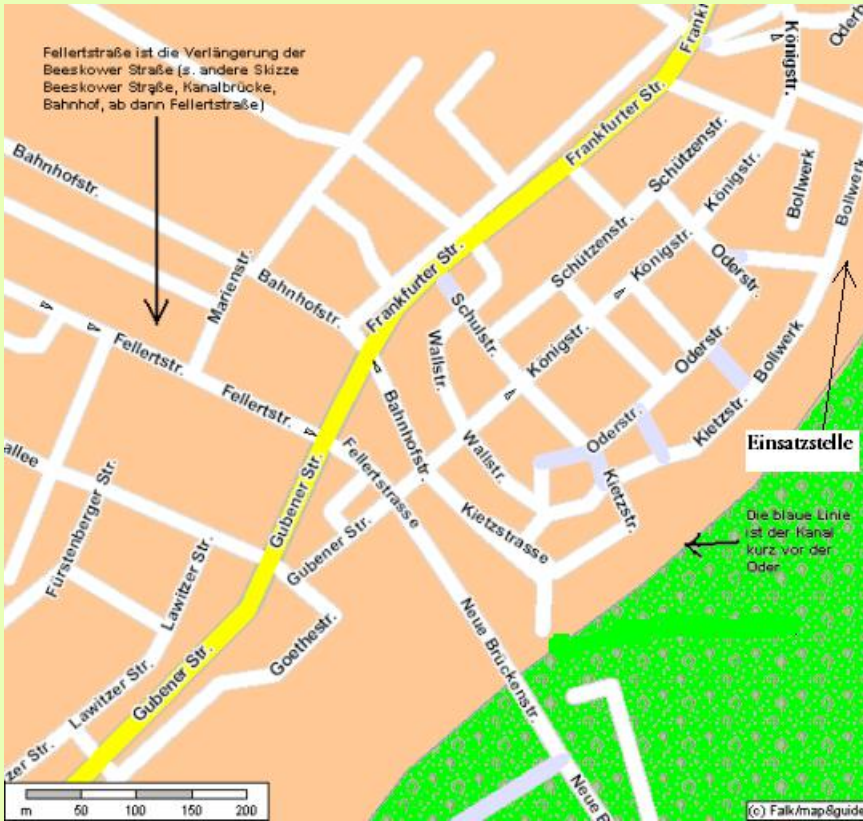 Fellertstraße ist die Verlängerung der
Beeskower Straße (s. andere Skizze
Beeskower Straße, Kanalbrücke,
Bahnhof, ab dann Fellertstraße)
Königstr.
Frankfurter Str.
Schützenstr.
Königstr.
Bollwerk
Bollwerk
Bahnhofstr.
Marienstr.
Bahnhofstr.
Frankfurter Str.
Schützenstr.
Königstr.
Oderstr.
Schulstr.
Wallstr.
Königstr.
Oderstr.
Bollwerk
Fellertstr.
Fellertstr.
Bahnhofstr.
Wallstr.
Oderstr.
Kietzstr.
Einsatzstelle
allee
Fürstenberger Str.
Gubener Str.
Fellertstrasse
Gubener Str.
Kietzstrasse
Kietzstr.
Die blaue Linie
ist der Kanal
kurz vor der
Oder
Lawitzer Str.
Goethestr.
Neue Brückenstr.
Lawitzer Str.
Gubener Str.
zer Str.
m 50 100 150 200
(c) Falk/map&guide